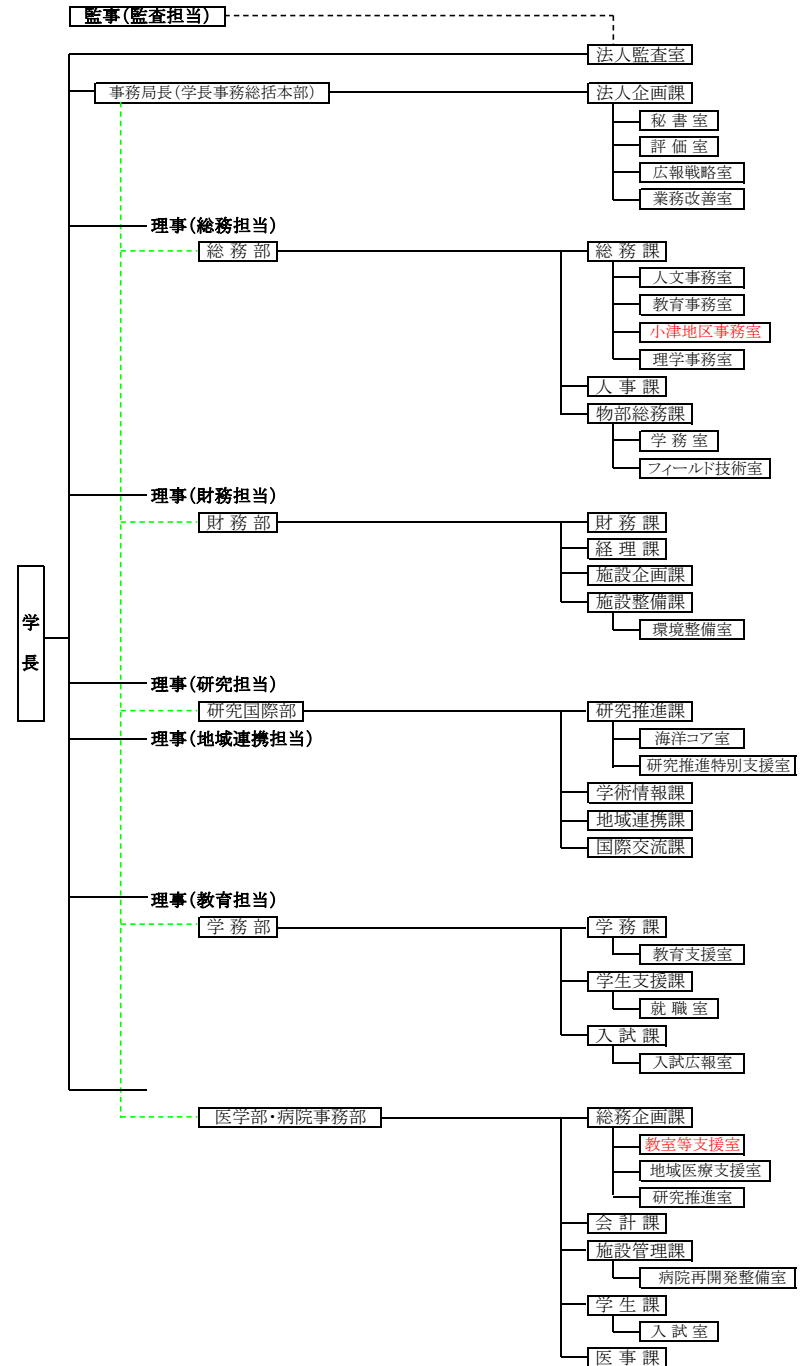 監事（監査担当）
法人監査室
事務局長（学長事務総括本部）
法人企画課
秘書室
評価室
広報戦略室
業務改善室
理事（総務担当）
総務部
総務課
人文事務室
教育事務室
小津地区事務室
理学事務室
人事課
物部総務課
学務室
フィールド技術室
理事（財務担当）
財務部
財務課
経理課
施設企画課
施設整備課
環境整備室
学長
理事（研究担当）
研究国際部
研究推進課
理事（地域連携担当）
海洋コア室
研究推進特別支援室
学術情報課
地域連携課
国際交流課
理事（教育担当）
学務部
学務課
教育支援室
学生支援課
就職室
入試課
入試広報室
医学部・病院事務部
総務企画課
教室等支援室
地域医療支援室
研究推進室
会計課
施設管理課
病院再開発整備室
学生課
入試室
医事課